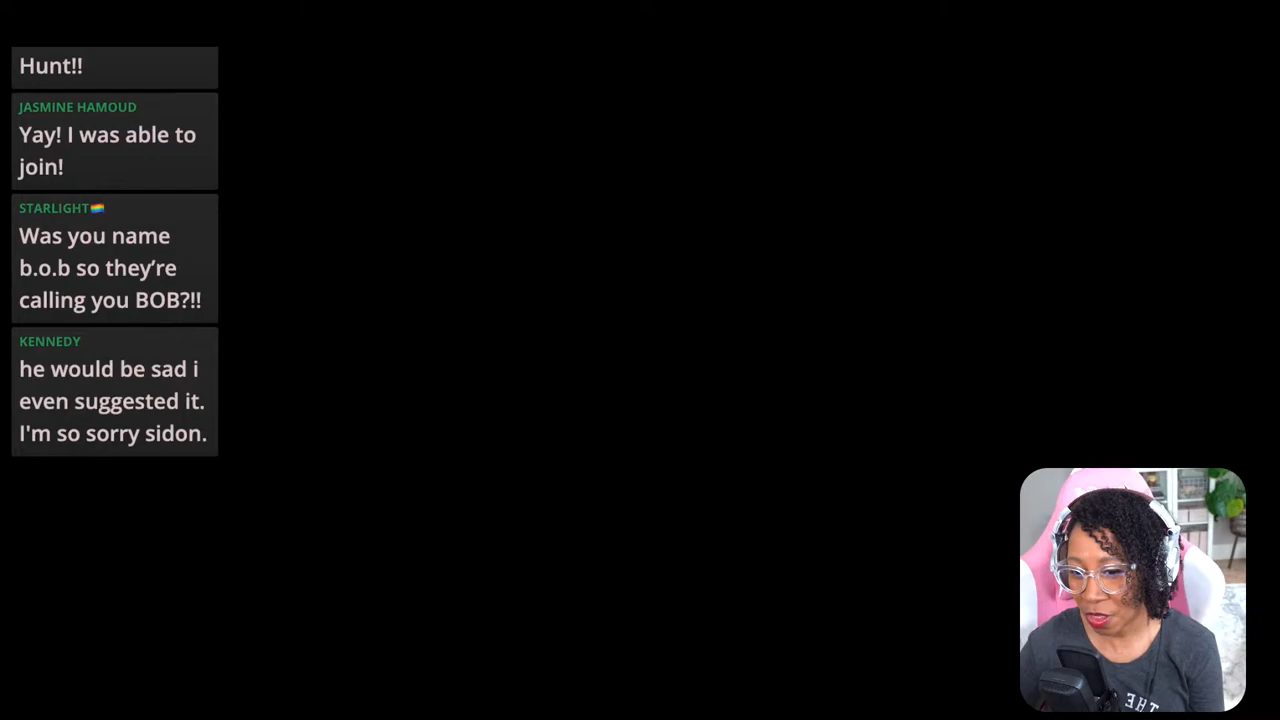 Hunt!!
JASMINE HAMOUD
Yay! I was able to
join!
STARLIGHT🏳️‍🌈
Was you name
b.o.b so they’re
calling you BOB?!!
KENNEDY
he would be sad i
even suggested it.
I'm so sorry sidon.
THE